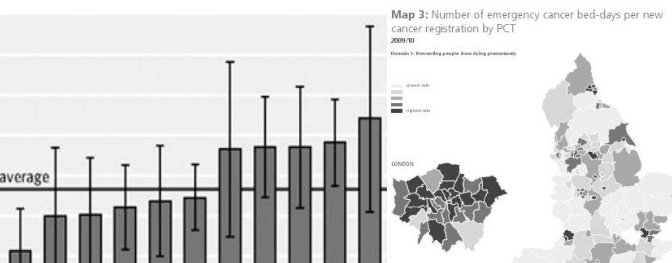 average
Map 3: Number of emergency cancer bed-days per new
cancer registration by PCT
2009/10
Domain 1: Preventing people from dying prematurely
Lowest rate
Highest rate
LONDON